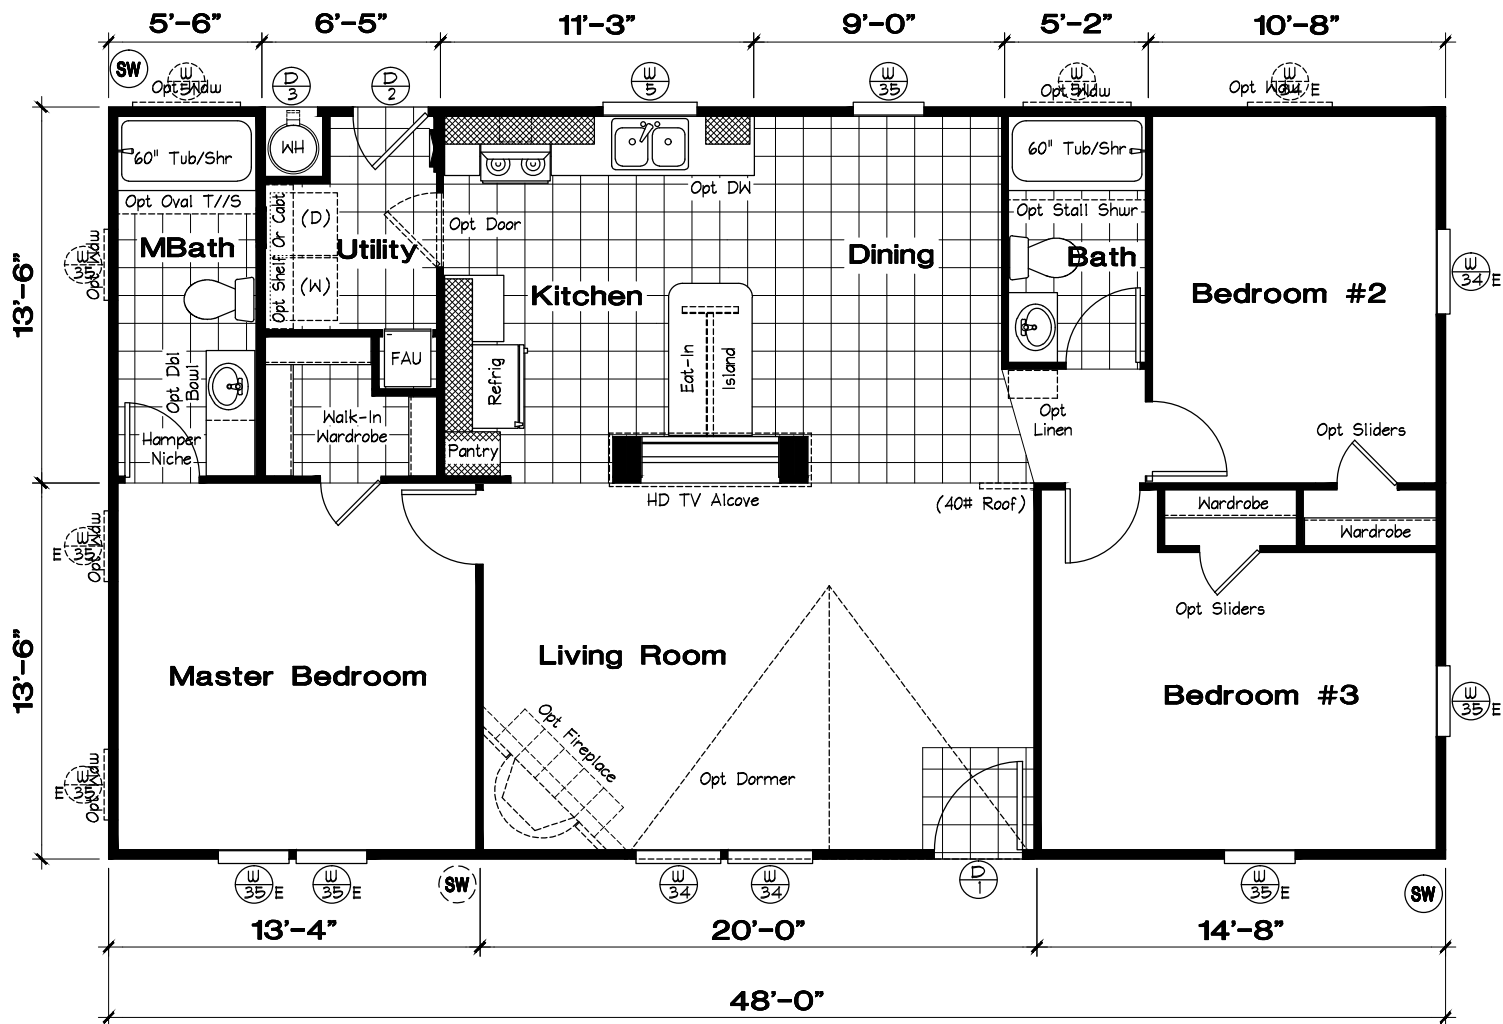 5'-6"
6'-5"
11'-3"
9'-0"
5'-2"
10'-8"
SW
W
Opt Wdw
D
3
D
2
W
5
W
35
W
Opt Wdw
W
Opt Wdw
E
60" Tub/Shr
WH
60" Tub/Shr
Opt DW
Opt Oval T//S
(D)
Opt Shelf Or Cabt
Opt Door
Opt Stall Shwr
MBath
Utility
Dining
Bath
W
35
Opt Wdw
W
34
E
(W)
Kitchen
Bedroom #2
13'-6"
FAU
Refrig
Eat-In
Island
Opt Dbl
Bowl
Walk-In
Wardrobe
Opt
Linen
Opt Sliders
Hamper
Niche
Pantry
HD TV Alcove
(40# Roof)
Wardrobe
Wardrobe
W
35
E
Opt Wdw
Opt Sliders
13'-6"
Master Bedroom
Living Room
Bedroom #3
W
35
E
Opt Fireplace
Opt Dormer
W
35
E
Opt Wdw
W
35
E
W
35
E
SW
W
34
W
34
D
1
W
35
E
SW
13'-4"
20'-0"
14'-8"
48'-0"